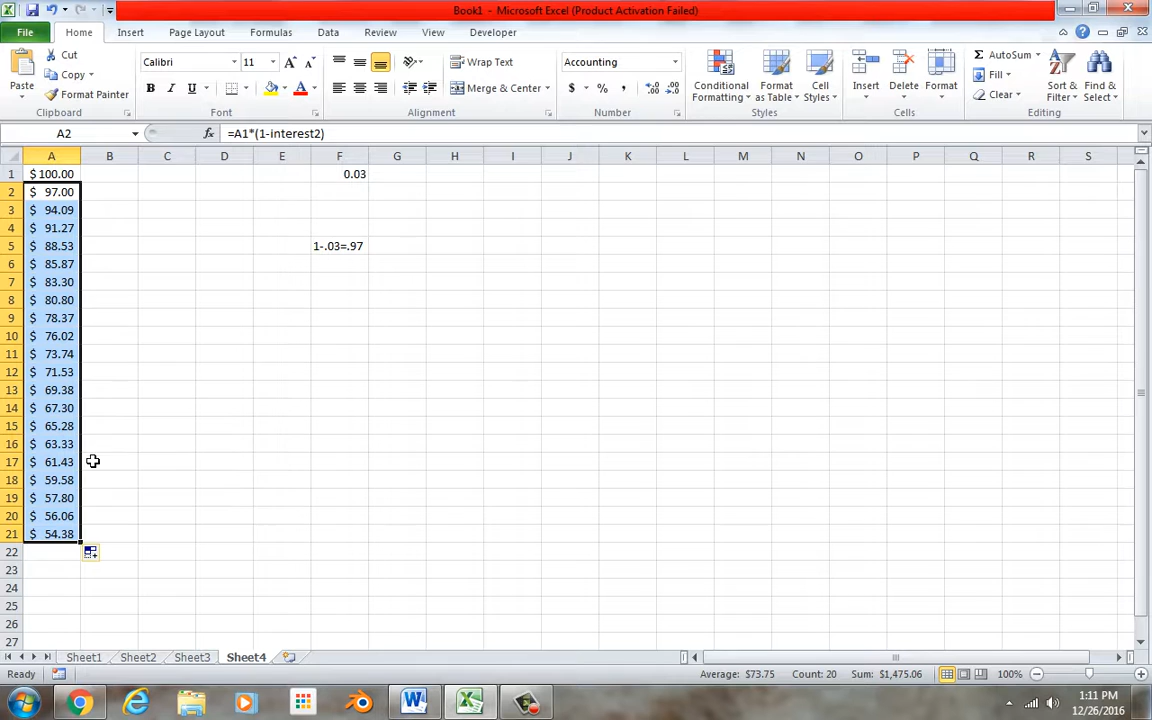 Book1 - Microsoft Excel (Product Activation Failed)
File Home Insert Page Layout Formulas Data Review View Developer
Paste Cut Copy Format Painter
Calibri 11
B I U A
Wrap Text
Merge & Center
Accounting
$ % ,
Conditional Formatting Format as Table Cell Styles
Insert Delete Format
Σ AutoSum Fill Clear
Sort & Filter Find & Select
Clipboard Font Alignment Number Styles Cells Editing
A2 fx =A1*(1-interest2)
A B C D E F G H I J K L M N O P Q R S
1 $100.00 0.03
2 $ 97.00
3 $ 94.09
4 $ 91.27
5 $ 88.53 1-.03=.97
6 $ 85.87
7 $ 83.30
8 $ 80.80
9 $ 78.37
10 $ 76.02
11 $ 73.74
12 $ 71.53
13 $ 69.38
14 $ 67.30
15 $ 65.28
16 $ 63.33
17 $ 61.43
18 $ 59.58
19 $ 57.80
20 $ 56.06
21 $ 54.38
22
23
24
25
26
27
Sheet1 Sheet2 Sheet3 Sheet4
Ready Average: $73.75 Count: 20 Sum: $1,475.06 100%
1:11 PM
12/26/2016